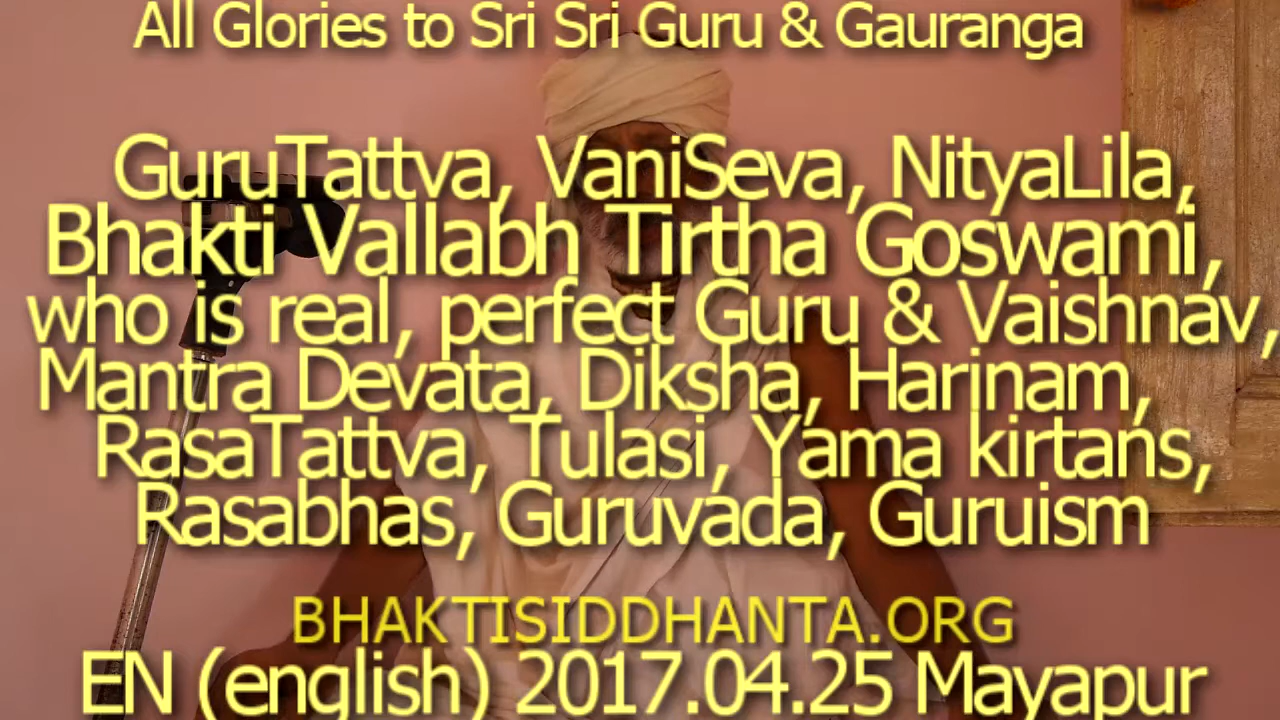 All Glories to Sri Sri Guru & Gauranga
GuruTattva, VaniSeva, NityaLila,
Bhakti Vallabh Tirtha Goswami,
who is real, perfect Guru & Vaishnav,
Mantra Devata, Diksha, Harinam,
RasaTattva, Tulasi, Yama kirtans,
Rasabhas, Guruvada, Guruism
BHAKTISIDDHANTA.ORG
EN (english) 2017.04.25 Mayapur